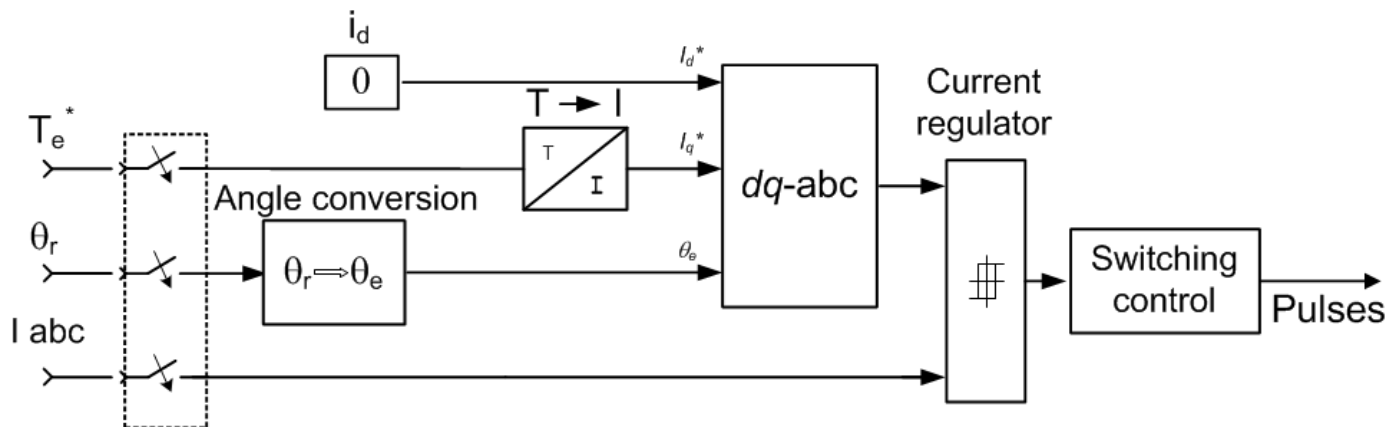 i_d
0
I_d*
T → I
Current
regulator
T_e*
T
I
I_q*
dq-abc
Angle conversion
θ_r
θ_r⇒θ_e
θ_e
Switching
control
Pulses
I abc